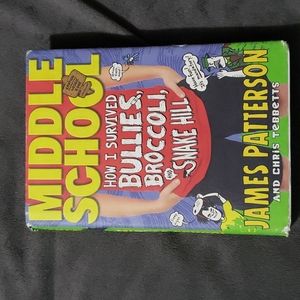 MIDDLE
SCHOOL
HOW I SURVIVED
BULLIES,
BROCCOLI,
AND
SNAKE HILL
JAMES PATTERSON
AND CHRIS TEBBETTS